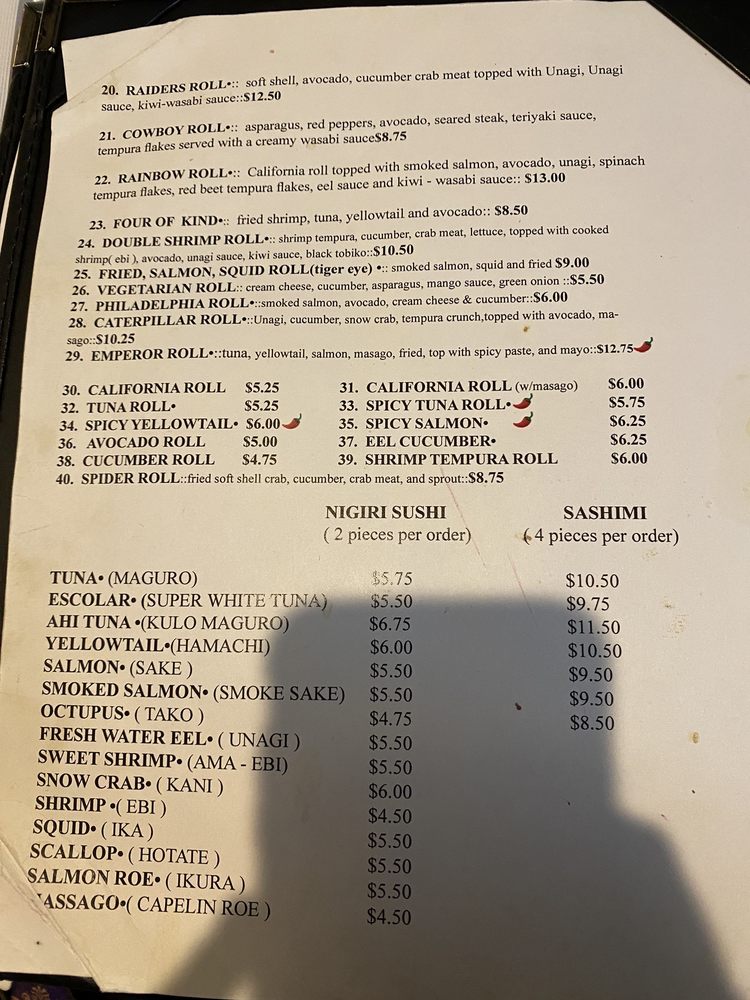 20. RAIDERS ROLL•:: soft shell, avocado, cucumber crab meat topped with Unagi, Unagi
sauce, kiwi-wasabi sauce::$12.50
21. COWBOY ROLL•:: asparagus, red peppers, avocado, seared steak, teriyaki sauce,
tempura flakes served with a creamy wasabi sauce$8.75
22. RAINBOW ROLL•:: California roll topped with smoked salmon, avocado, unagi, spinach
tempura flakes, red beet tempura flakes, eel sauce and kiwi - wasabi sauce:: $13.00
23. FOUR OF KIND•:: fried shrimp, tuna, yellowtail and avocado:: $8.50
24. DOUBLE SHRIMP ROLL•:: shrimp tempura, cucumber, crab meat, lettuce, topped with cooked
shrimp( ebi ), avocado, unagi sauce, kiwi sauce, black tobiko::$10.50
25. FRIED, SALMON, SQUID ROLL(tiger eye) •:: smoked salmon, squid and fried $9.00
26. VEGETARIAN ROLL:: cream cheese, cucumber, asparagus, mango sauce, green onion ::$5.50
27. PHILADELPHIA ROLL•::smoked salmon, avocado, cream cheese & cucumber::$6.00
28. CATERPILLAR ROLL•::Unagi, cucumber, snow crab, tempura crunch,topped with avocado, ma-
sago::$10.25
29. EMPEROR ROLL•::tuna, yellowtail, salmon, masago, fried, top with spicy paste, and mayo::$12.75
30. CALIFORNIA ROLL $5.25 31. CALIFORNIA ROLL (w/masago) $6.00
32. TUNA ROLL• $5.25 33. SPICY TUNA ROLL• $5.75
34. SPICY YELLOWTAIL• $6.00 35. SPICY SALMON• $6.25
36. AVOCADO ROLL $5.00 37. EEL CUCUMBER• $6.25
38. CUCUMBER ROLL $4.75 39. SHRIMP TEMPURA ROLL $6.00
40. SPIDER ROLL::fried soft shell crab, cucumber, crab meat, and sprout::$8.75
NIGIRI SUSHI SASHIMI
( 2 pieces per order) ( 4 pieces per order)
TUNA• (MAGURO) $5.75 $10.50
ESCOLAR• (SUPER WHITE TUNA) $5.50 $9.75
AHI TUNA •(KULO MAGURO) $6.75 $11.50
YELLOWTAIL•(HAMACHI) $6.00 $10.50
SALMON• (SAKE ) $5.50 $9.50
SMOKED SALMON• (SMOKE SAKE) $5.50 $9.50
OCTUPUS• ( TAKO ) $4.75 $8.50
FRESH WATER EEL• ( UNAGI ) $5.50
SWEET SHRIMP• (AMA - EBI) $5.50
SNOW CRAB• ( KANI ) $6.00
SHRIMP •( EBI ) $4.50
SQUID• ( IKA ) $5.50
SCALLOP• ( HOTATE ) $5.50
SALMON ROE• ( IKURA ) $5.50
ASSAGO•( CAPELIN ROE ) $4.50